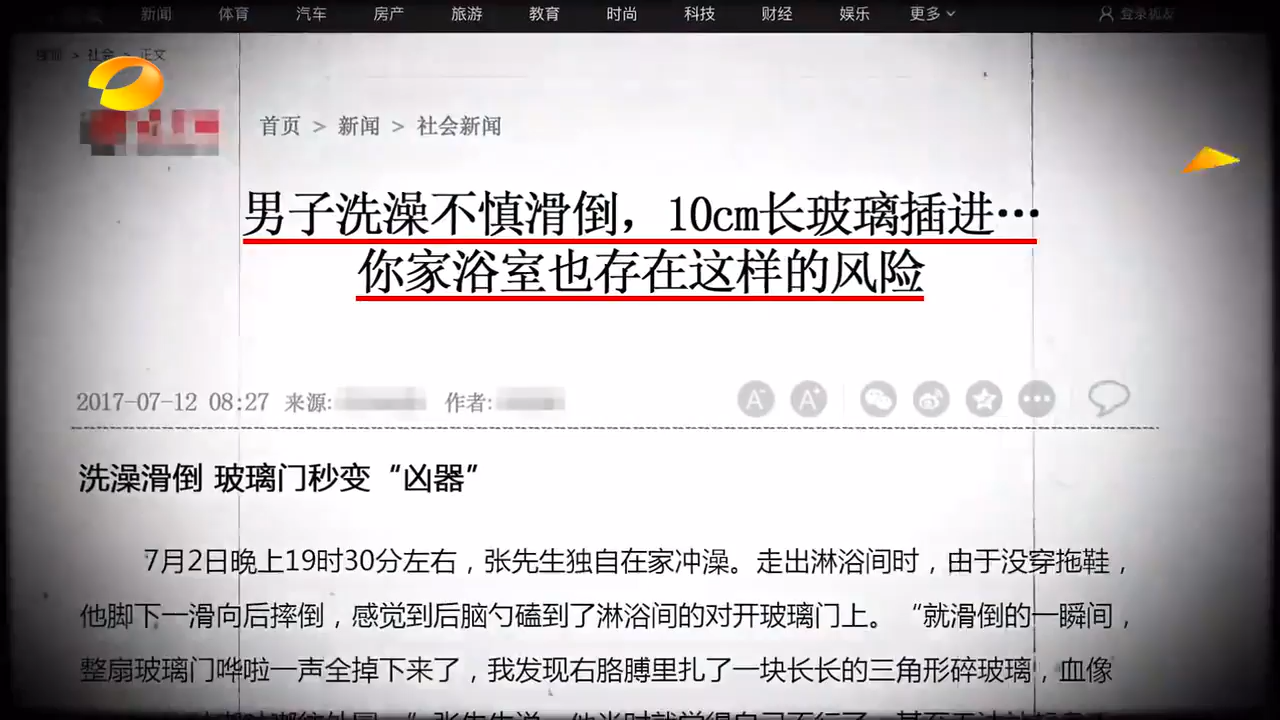 新闻 体育 汽车 房产 旅游 教育 时尚 科技 财经 娱乐 更多
> 社会 > 正文
首页 > 新闻 > 社会新闻
男子洗澡不慎滑倒，10cm长玻璃插进…
你家浴室也存在这样的风险
2017-07-12 08:27 来源: 作者:
A- A+
洗澡滑倒 玻璃门秒变“凶器”
7月2日晚上19时30分左右，张先生独自在家冲澡。走出淋浴间时，由于没穿拖鞋，
他脚下一滑向后摔倒，感觉到后脑勺磕到了淋浴间的对开玻璃门上。“就滑倒的一瞬间，
整扇玻璃门哗啦一声全掉下来了，我发现右胳膊里扎了一块长长的三角形碎玻璃，血像